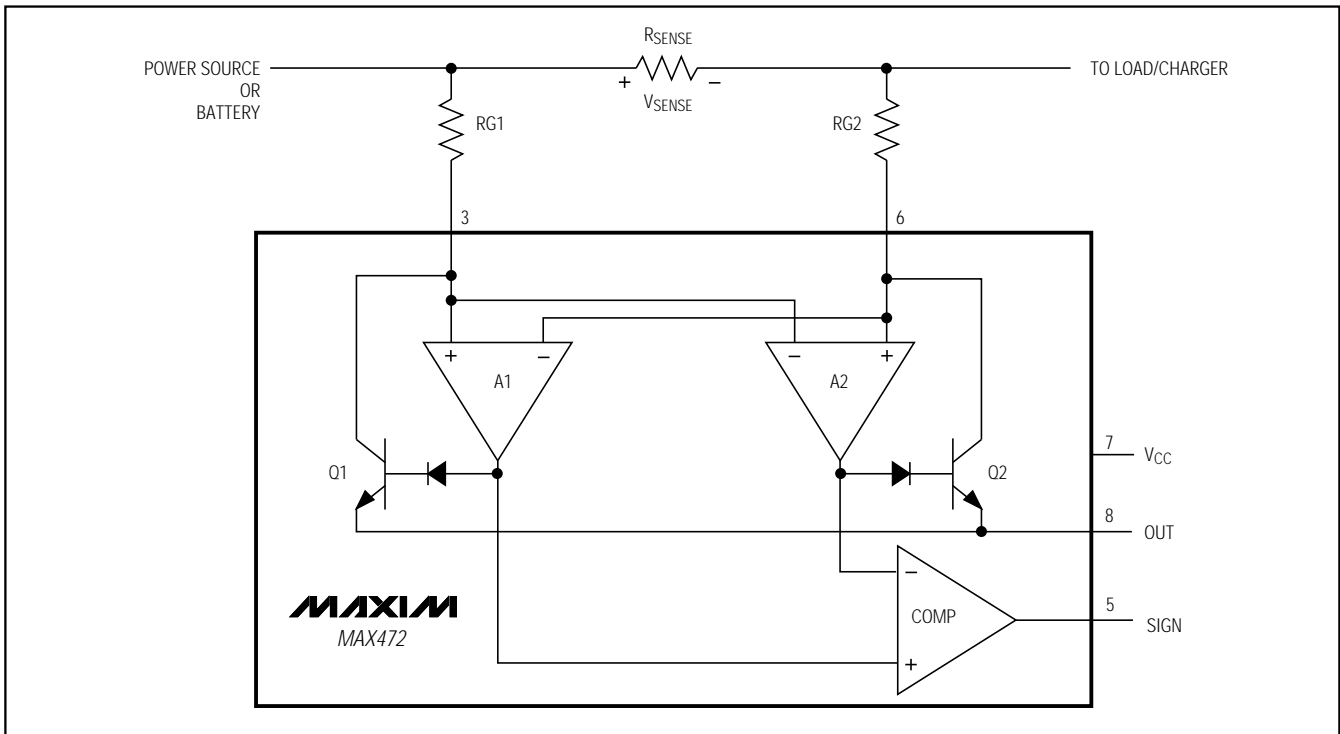 RSENSE
POWER SOURCE
OR
BATTERY
+
–
TO LOAD/CHARGER
VSENSE
RG1
RG2
3
6
+
–
–
+
A1
A2
7
VCC
Q1
Q2
8
OUT
–
COMP
5
SIGN
+
MAXIM
MAX472